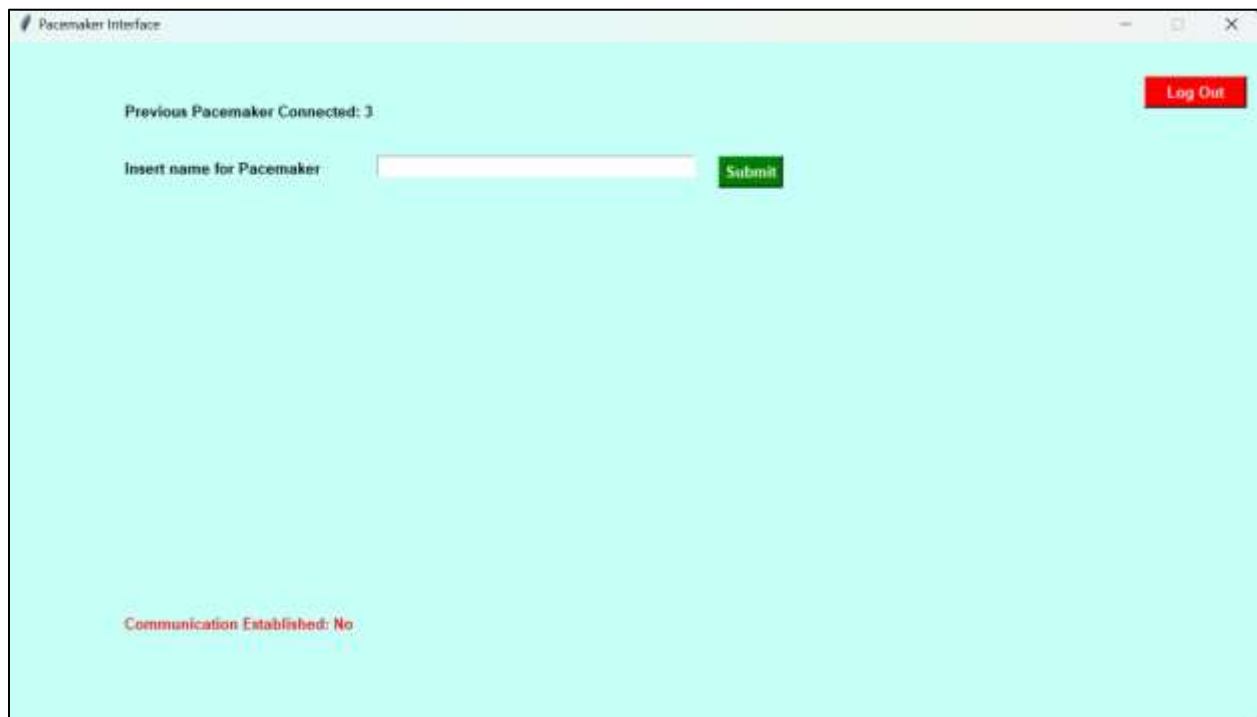 Pacemaker Interface
Log Out
Previous Pacemaker Connected: 3
Insert name for Pacemaker
Submit
Communication Established: No